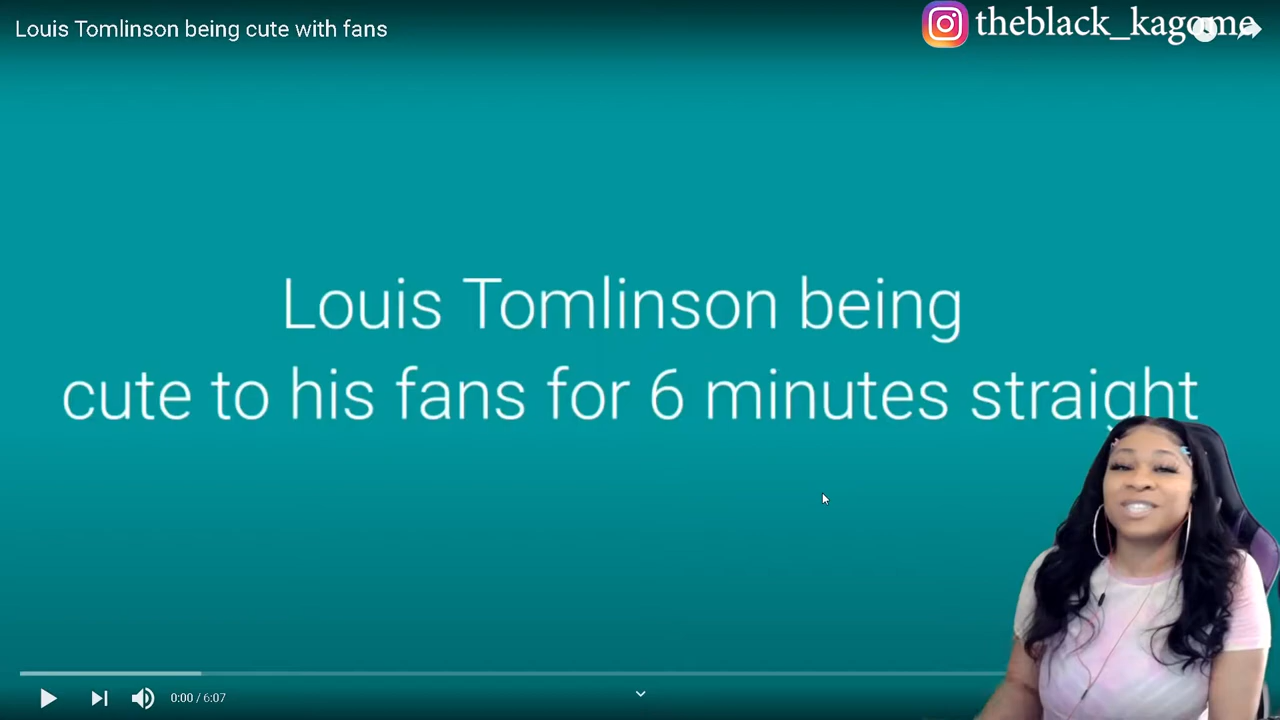 Louis Tomlinson being cute with fans
theblack_kagome
Louis Tomlinson being
cute to his fans for 6 minutes straight
0:00 / 6:07